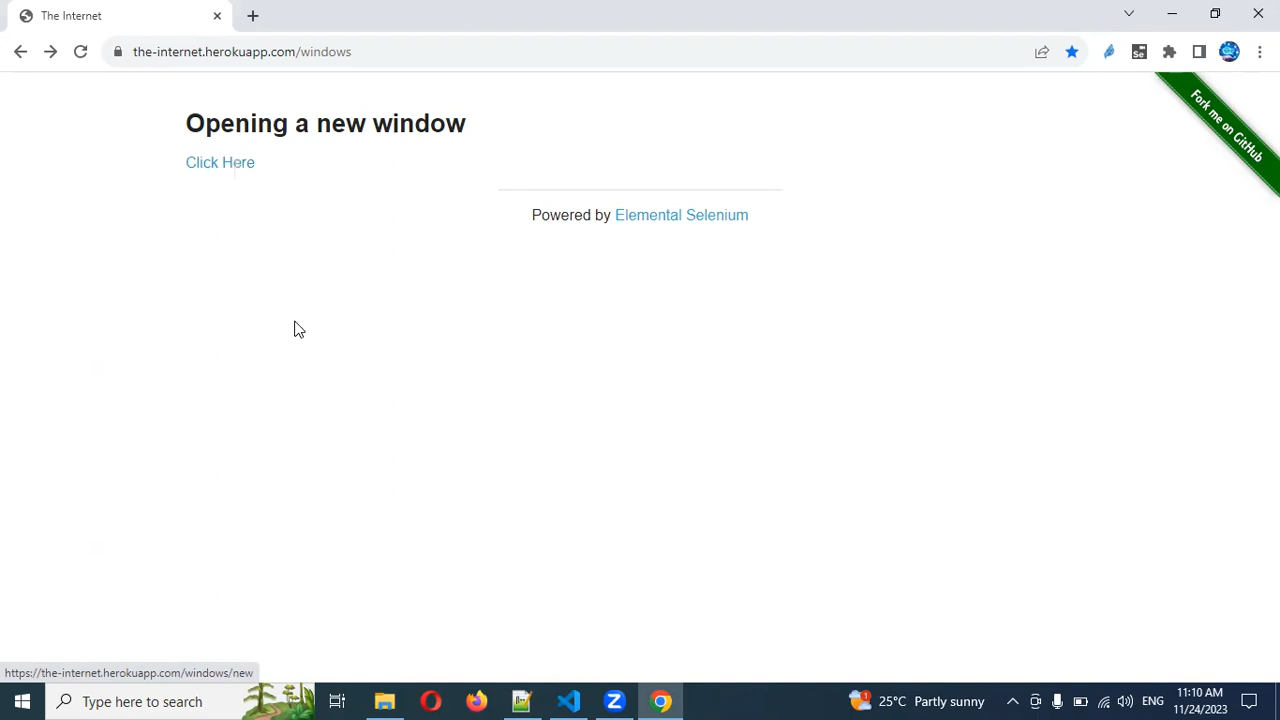 The Internet
the-internet.herokuapp.com/windows
Se
Fork me on GitHub
Opening a new window
Click Here
Powered by Elemental Selenium
https://the-internet.herokuapp.com/windows/new
Type here to search
1
25°C Partly sunny
ENG
11:10 AM
11/24/2023